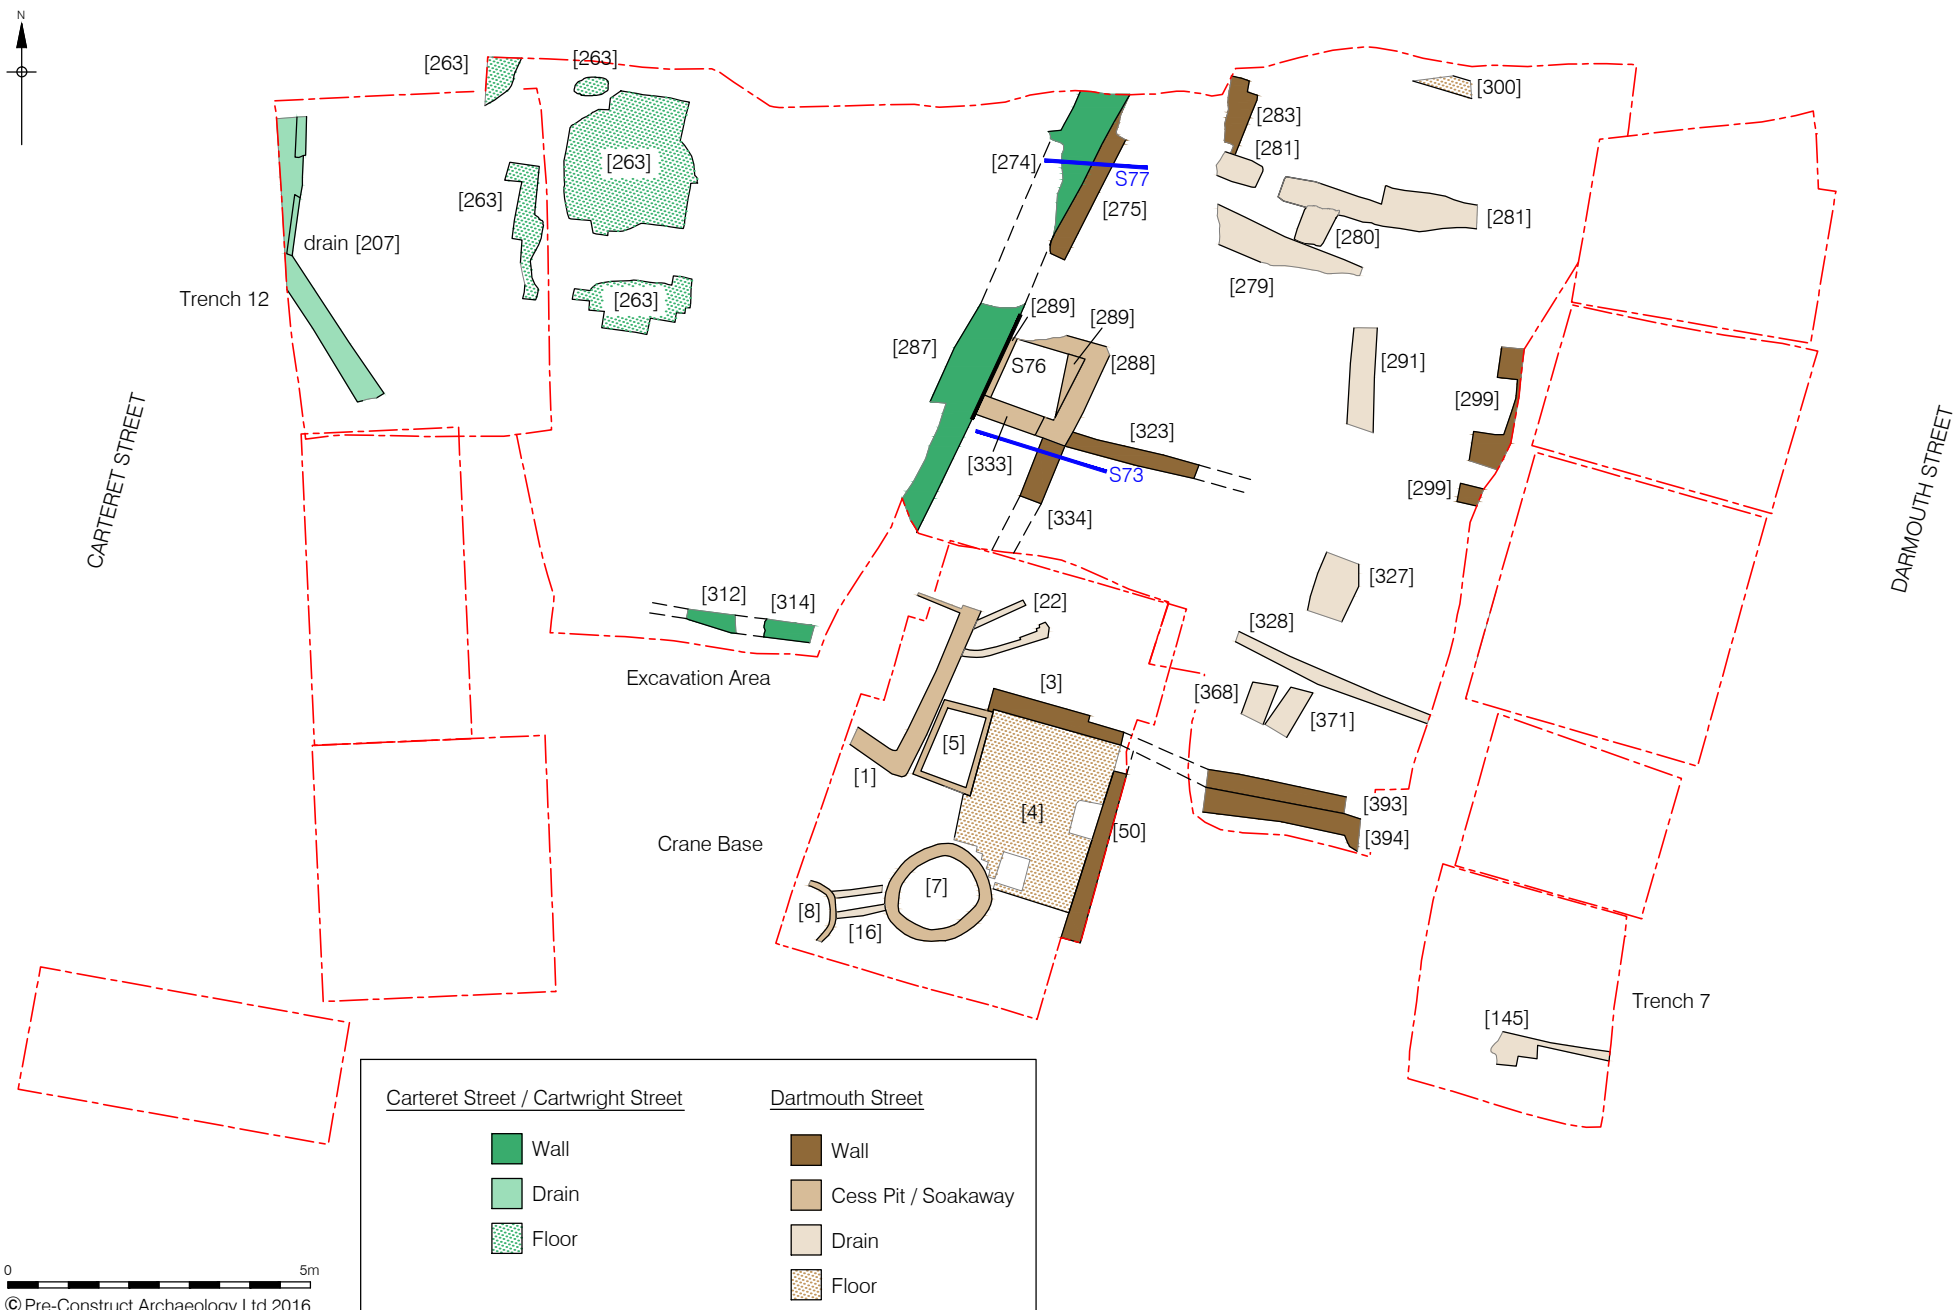 N
[263]
[263]
[300]
[283]
[281]
[274]
[263]
S77
[263]
[275]
[281]
[280]
drain [207]
[279]
Trench 12
[263]
[289]
[289]
[287]
S76
[288]
[291]
[299]
CARTERET STREET
DARMOUTH STREET
[323]
[333]
S73
[299]
[334]
[327]
[312]
[314]
[22]
[328]
Excavation Area
[3]
[368]
[371]
[5]
[1]
[4]
[393]
[50]
[394]
Crane Base
[7]
[8]
[16]
Trench 7
[145]
Carteret Street / Cartwright Street
Wall
Drain
Floor
Dartmouth Street
Wall
Cess Pit / Soakaway
Drain
Floor
0 5m
© Pre-Construct Archaeology Ltd 2016